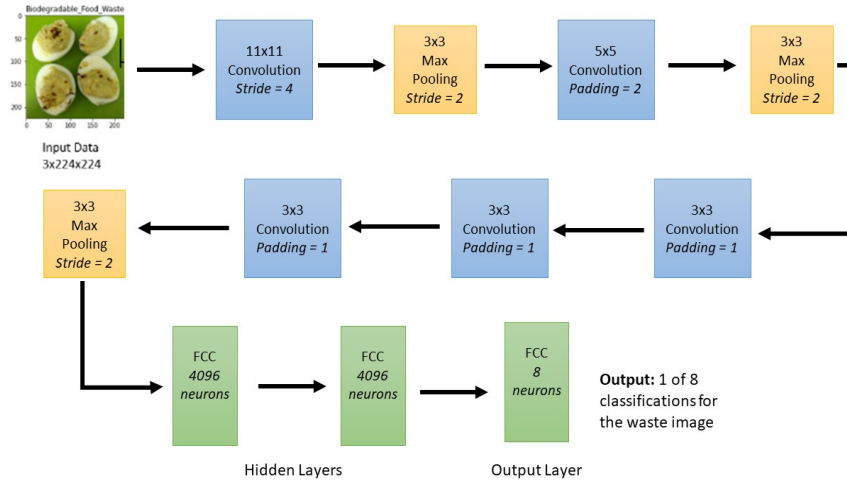 Biodegradable_Food_Waste
0
50
100
150
200
0 50 100 150 200
Input Data
3x224x224
11x11
Convolution
Stride = 4
3x3
Max
Pooling
Stride = 2
5x5
Convolution
Padding = 2
3x3
Max
Pooling
Stride = 2
3x3
Max
Pooling
Stride = 2
3x3
Convolution
Padding = 1
3x3
Convolution
Padding = 1
3x3
Convolution
Padding = 1
FCC
4096
neurons
FCC
4096
neurons
FCC
8
neurons
Output: 1 of 8
classifications for
the waste image
Hidden Layers
Output Layer